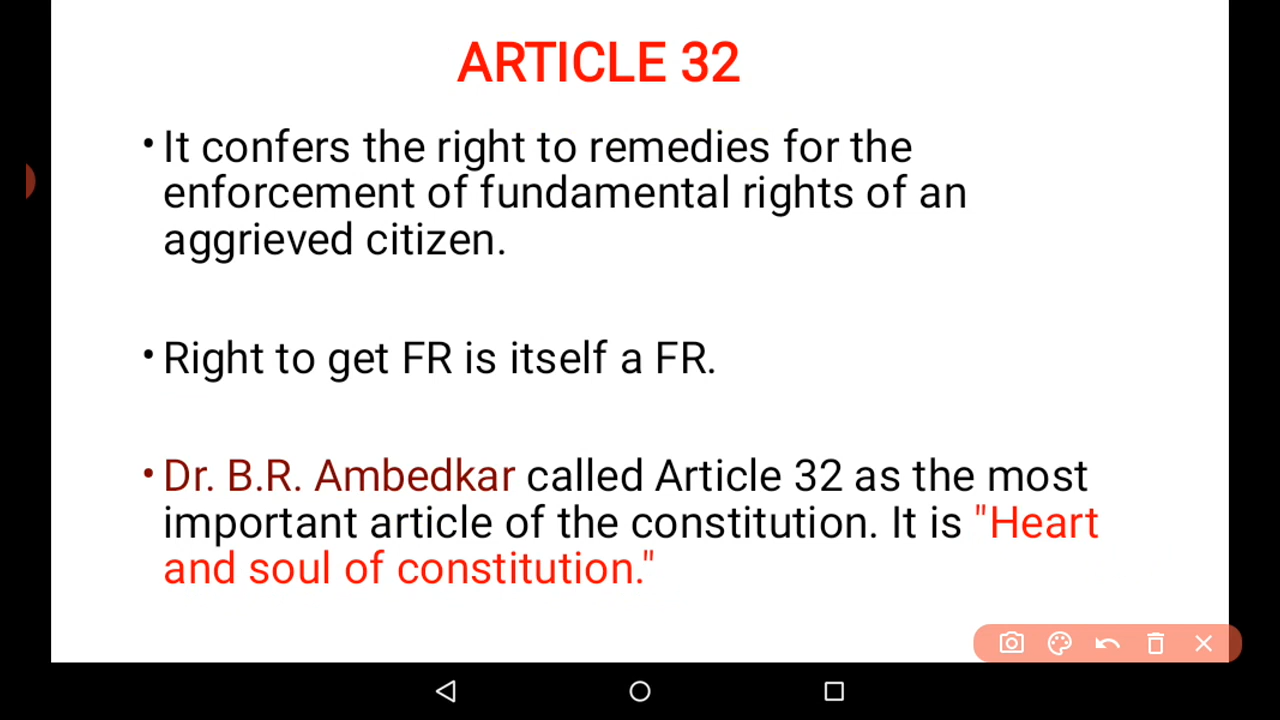 ARTICLE 32
• It confers the right to remedies for the
enforcement of fundamental rights of an
aggrieved citizen.
• Right to get FR is itself a FR.
• Dr. B.R. Ambedkar called Article 32 as the most
important article of the constitution. It is "Heart
and soul of constitution."